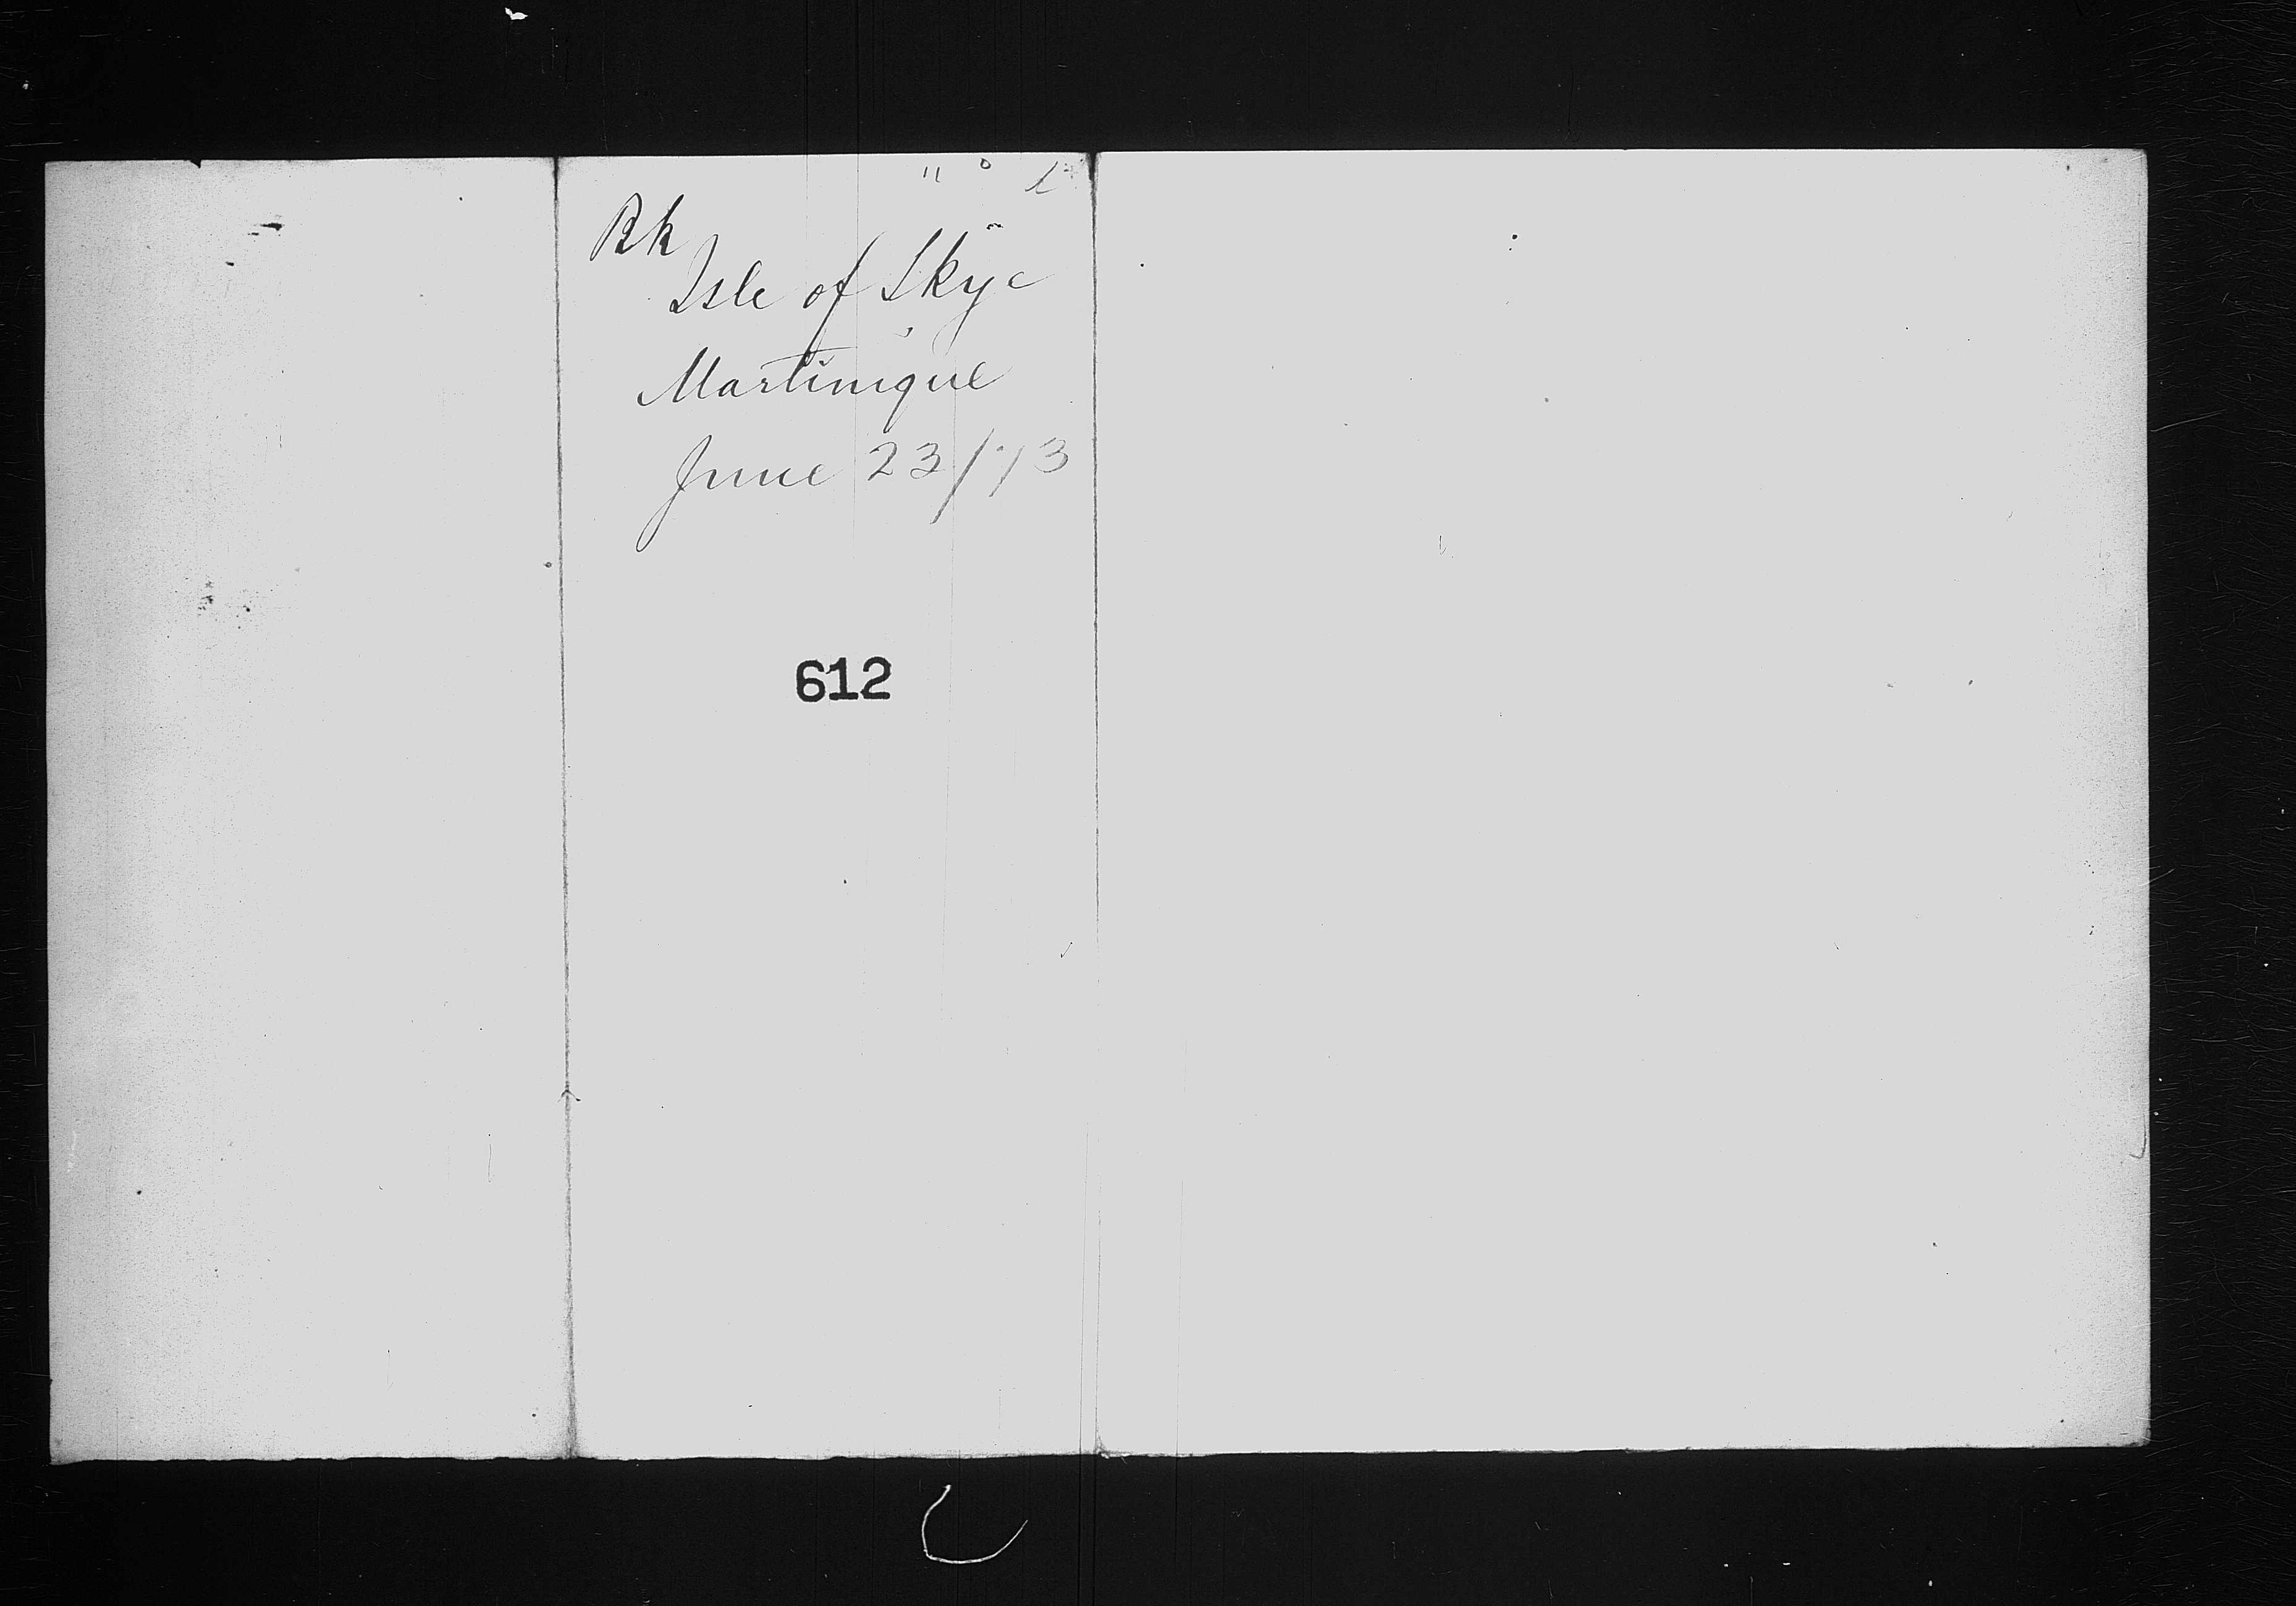 Bk
Isle of Skye
Martinique
June 23/73
612